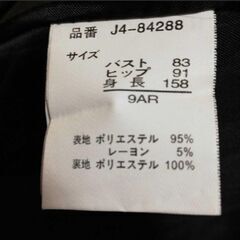 品番 J4-84288
サイズ
バスト 83
ヒップ 91
身長 158
9AR
表地 ポリエステル 95%
レーヨン 5%
裏地 ポリエステル 100%